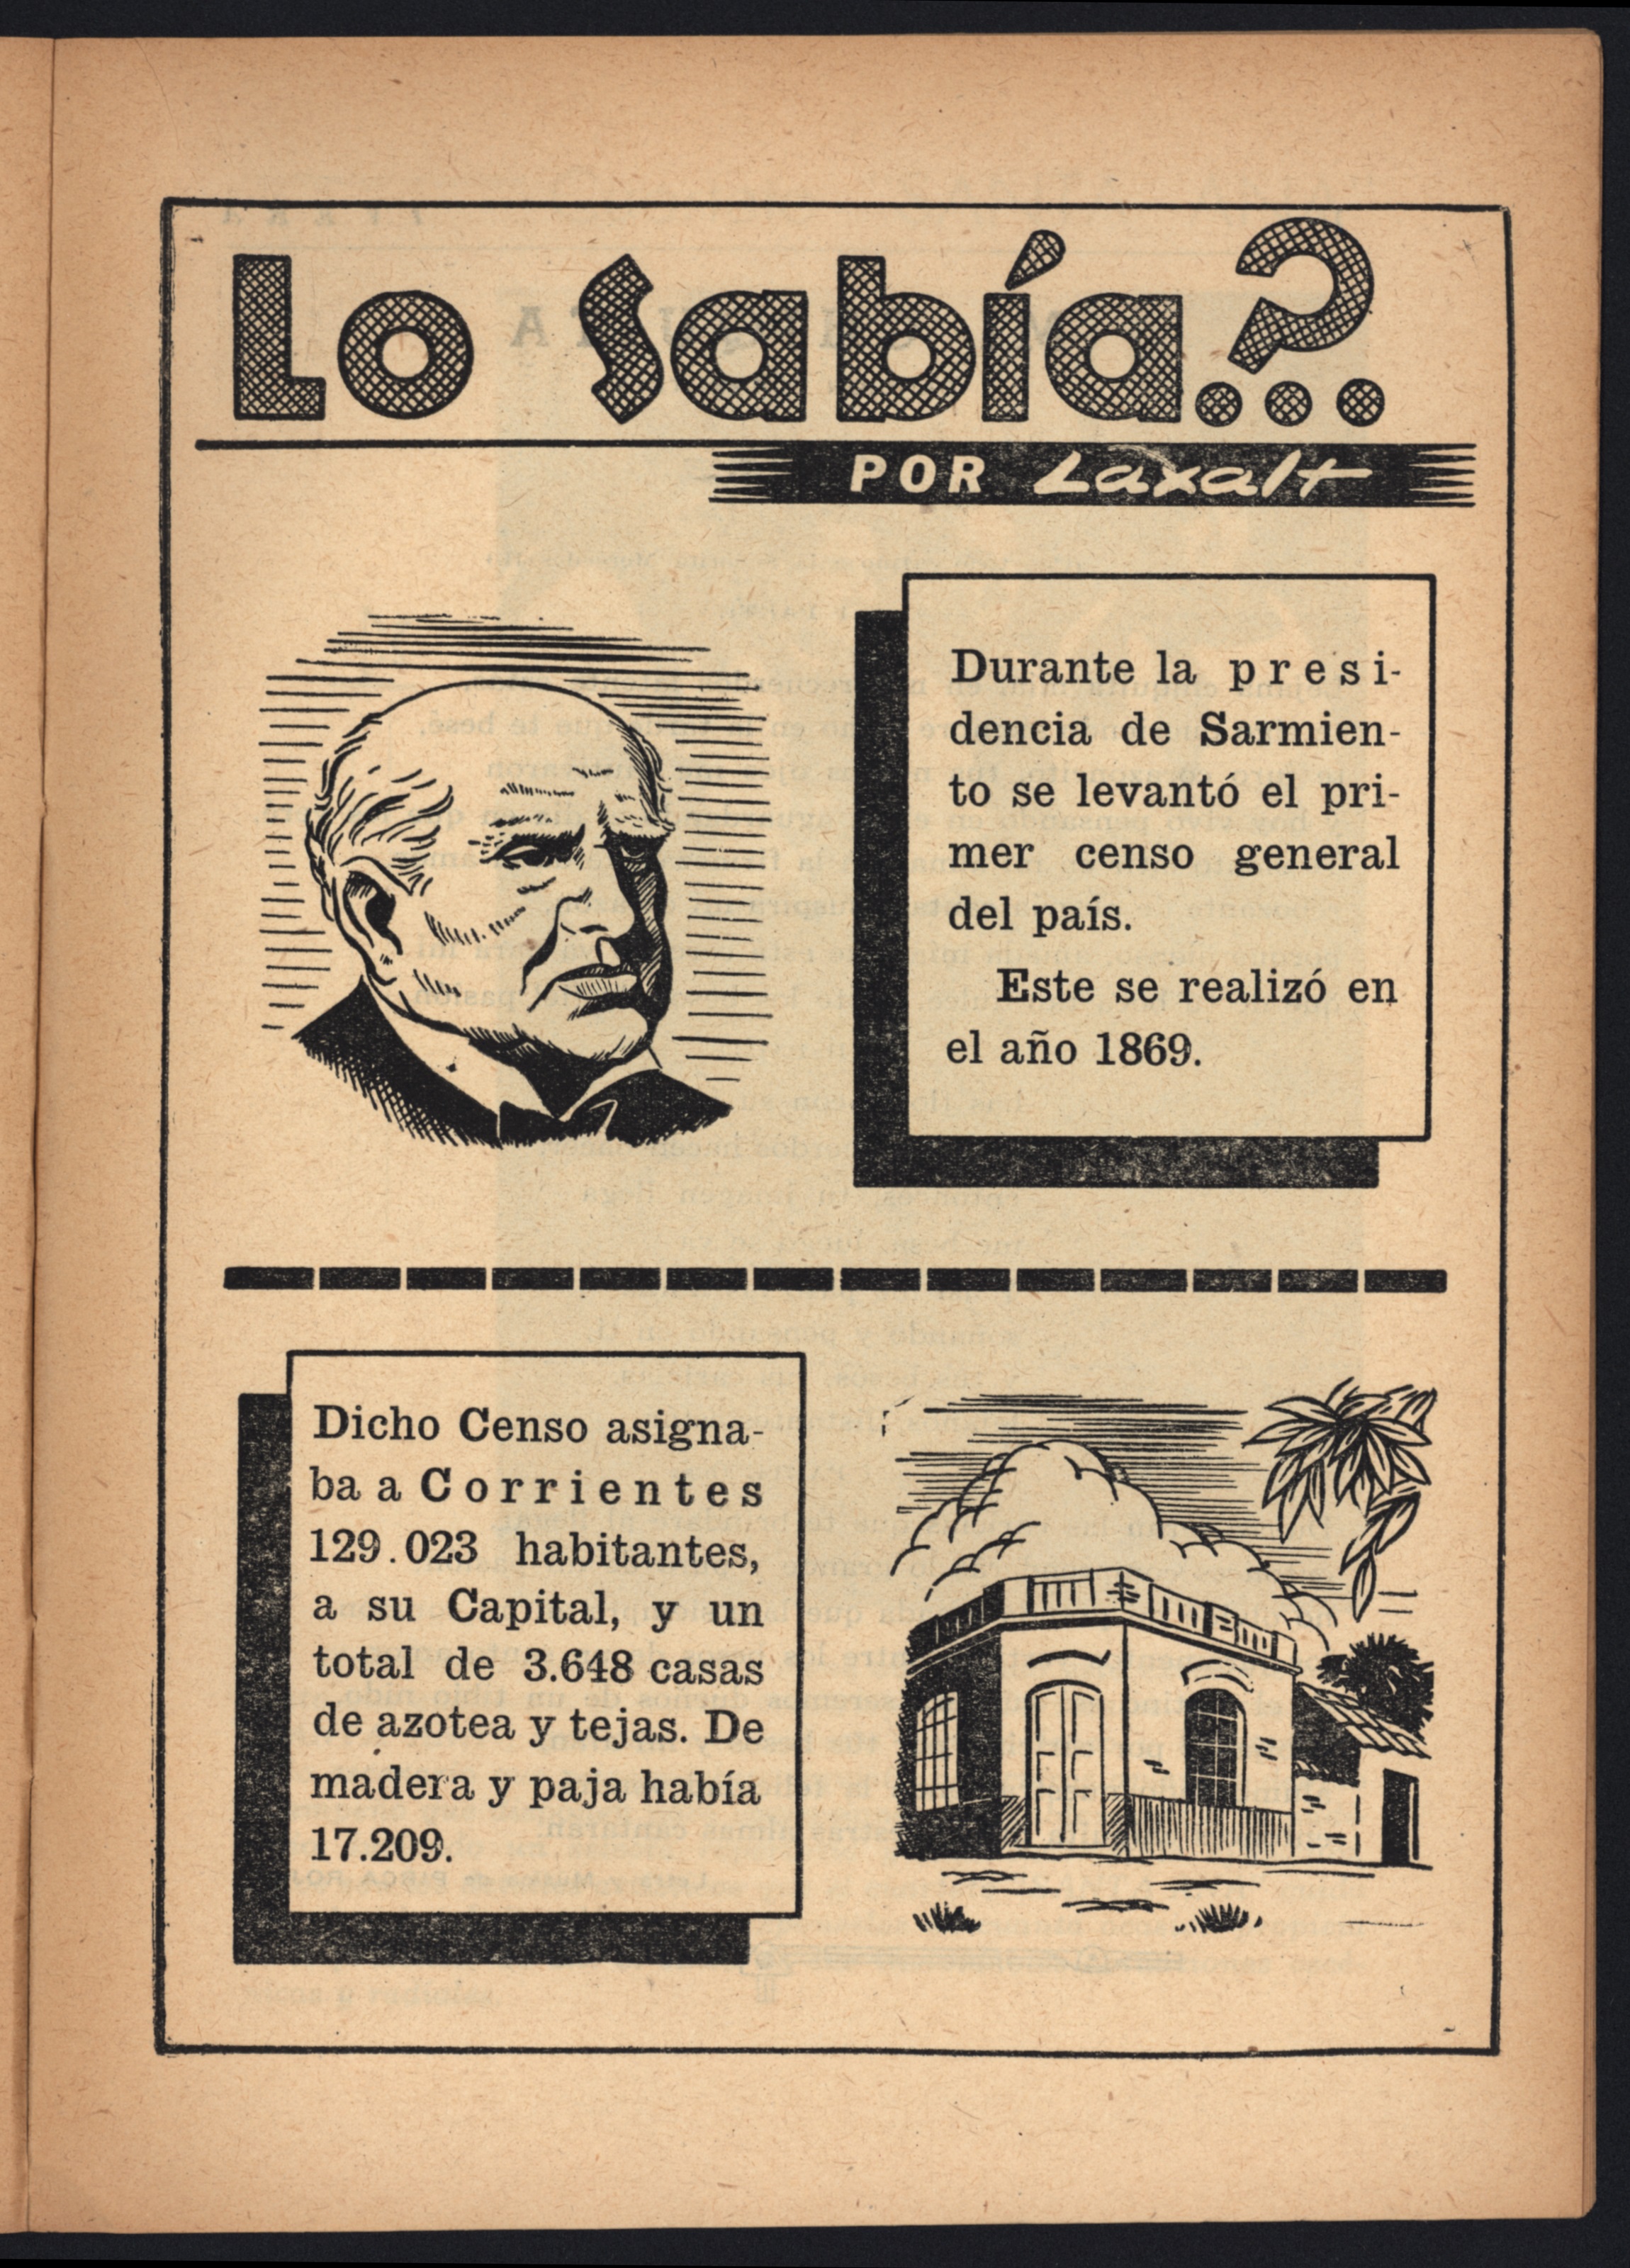 Lo Sabía..?.
POR Laxalt
Durante la presi-
dencia de Sarmien-
to se levantó el pri-
mer censo general
del país.
Este se realizó en
el año 1869.
Dicho Censo asigna-
ba a Corrientes
129.023 habitantes,
a su Capital, y un
total de 3.648 casas
de azotea y tejas. De
madera y paja había
17.209.